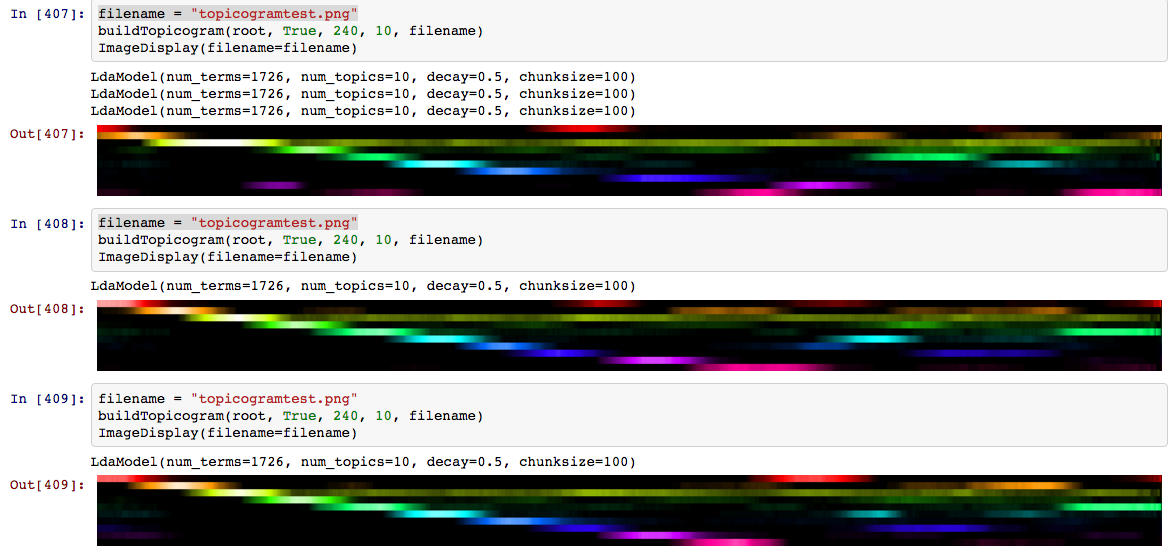 In [407]: filename = "topicogramtest.png"
buildTopicogram(root, True, 240, 10, filename)
ImageDisplay(filename=filename)
LdaModel(num_terms=1726, num_topics=10, decay=0.5, chunksize=100)
LdaModel(num_terms=1726, num_topics=10, decay=0.5, chunksize=100)
LdaModel(num_terms=1726, num_topics=10, decay=0.5, chunksize=100)
Out[407]:
In [408]: filename = "topicogramtest.png"
buildTopicogram(root, True, 240, 10, filename)
ImageDisplay(filename=filename)
LdaModel(num_terms=1726, num_topics=10, decay=0.5, chunksize=100)
Out[408]:
In [409]: filename = "topicogramtest.png"
buildTopicogram(root, True, 240, 10, filename)
ImageDisplay(filename=filename)
LdaModel(num_terms=1726, num_topics=10, decay=0.5, chunksize=100)
Out[409]: